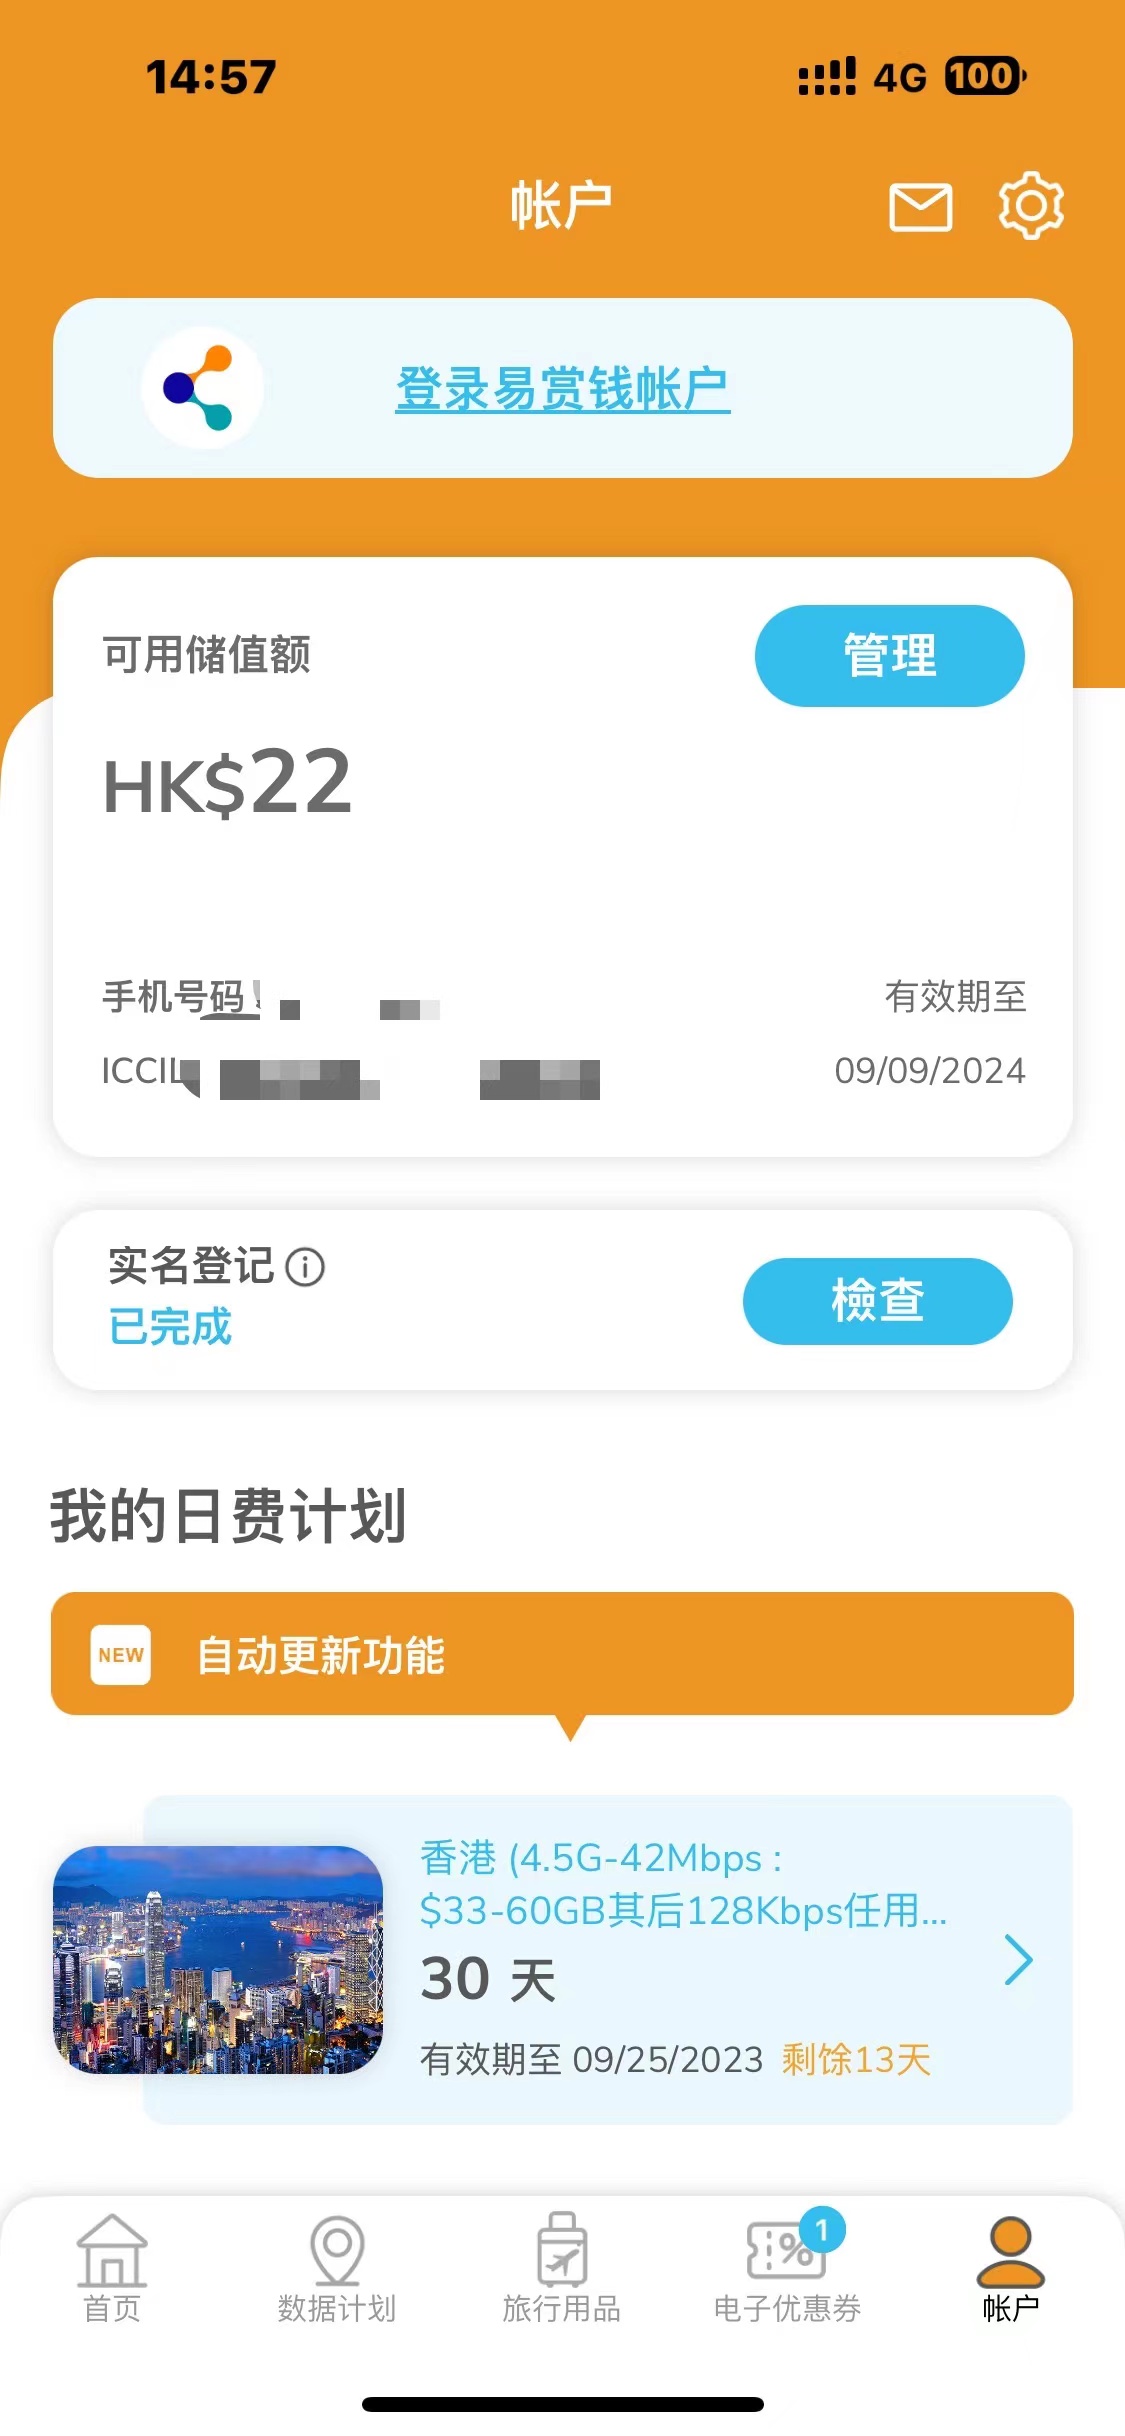 14:57
4G 100
帐户
登录易赏钱帐户
可用储值额
管理
HK$22
手机号码
有效期至
09/09/2024
实名登记
已完成
檢查
我的日费计划
NEW 自动更新功能
香港 (4.5G-42Mbps :
$33-60GB其后128Kbps任用...
30 天
有效期至 09/25/2023 剩馀13天
1
首页 数据计划 旅行用品 电子优惠券 帐户